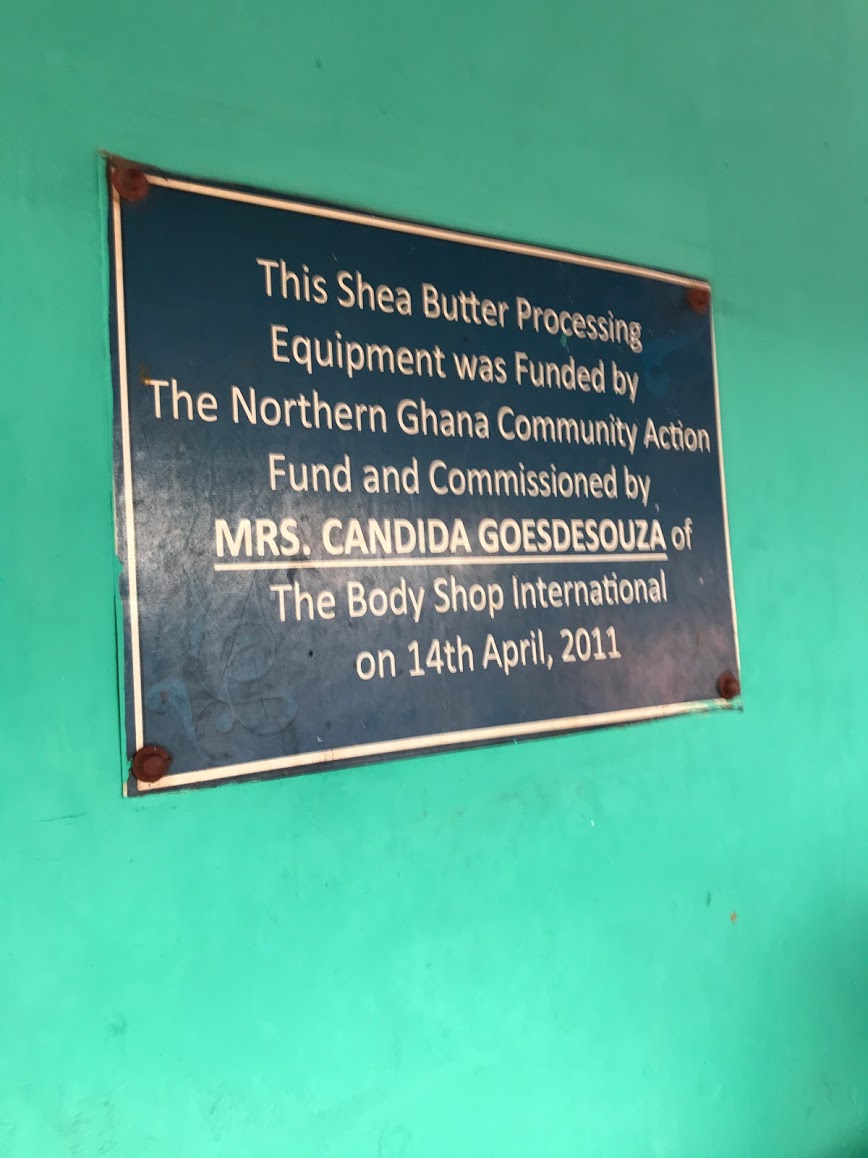 This Shea Butter Processing
Equipment was Funded by
The Northern Ghana Community Action
Fund and Commissioned by
MRS. CANDIDA GOESDESOUZA of
The Body Shop International
on 14th April, 2011